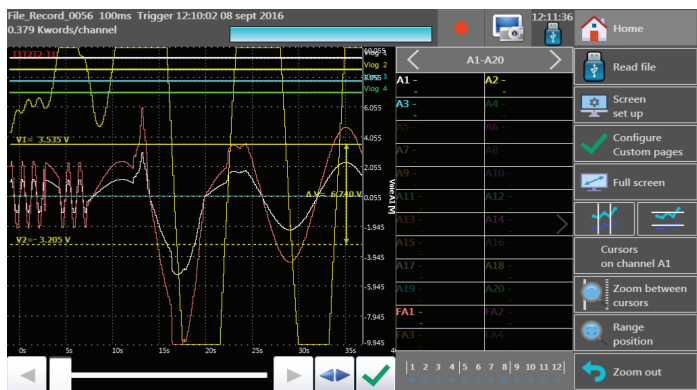 File_Record_0056 100ms Trigger 12:10:02 08 sept 2016
0.379 Kwords/channel
12:11:36
Home
Read file
Screen
set up
Configure
Custom pages
Full screen
Cursors
on channel A1
Zoom between
cursors
Range
position
Zoom out
Vlog 2
Vlog 3
Vlog 4
10.055
8.055
6.055
4.055
2.055
0.055
-1.945
-3.945
-5.945
-7.945
-9.945
V1= 3.535 V
Δ V= 6.740 V
V2=- 3.205 V
Voie A1 [V]
0s 5s 10s 15s 20s 25s 30s 35s
A1-A20
A1 - A2 -
A3 - A4 -
A5 - A6 -
A7 - A8 -
A9 - A10 -
A11 - A12 -
A13 - A14 -
A15 - A16 -
A17 - A18 -
A19 - A20 -
FA1 - FA2 -
FA3 - FA4 -
1 2 3 4 5 6 7 8 9 10 11 12